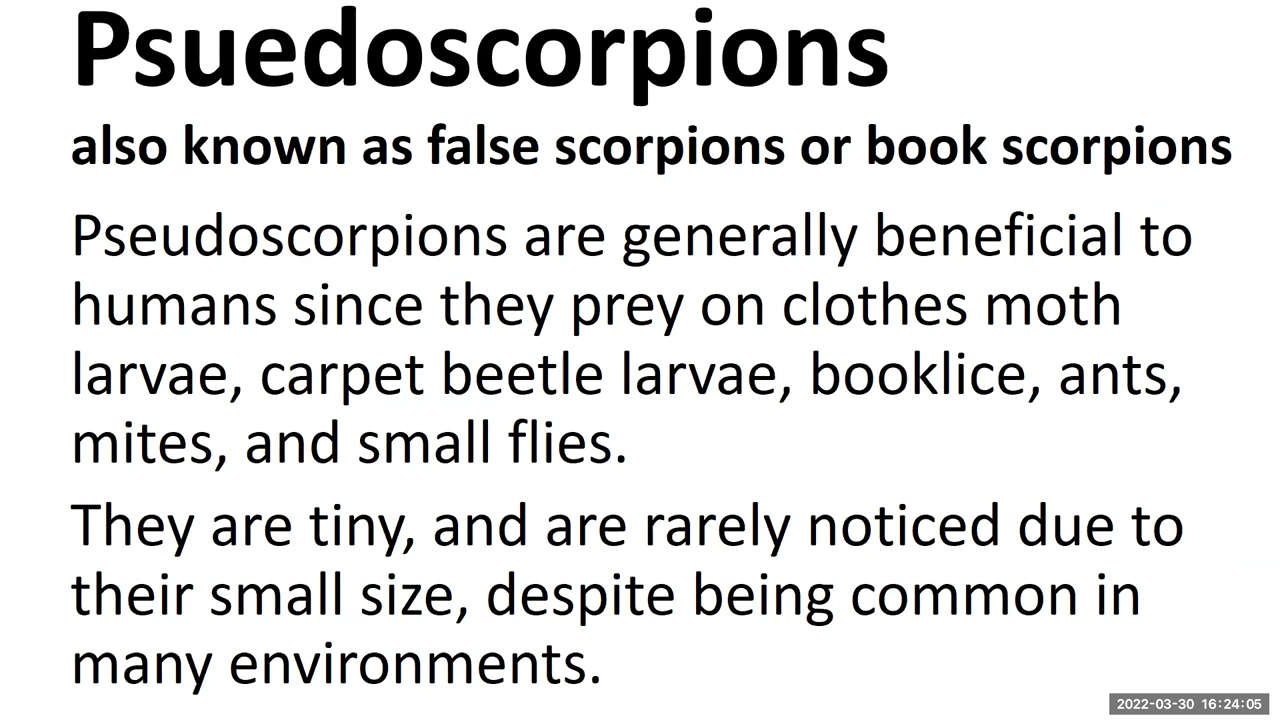 Psuedoscorpions
also known as false scorpions or book scorpions
Pseudoscorpions are generally beneficial to
humans since they prey on clothes moth
larvae, carpet beetle larvae, booklice, ants,
mites, and small flies.
They are tiny, and are rarely noticed due to
their small size, despite being common in
many environments.
2022-03-30 16:24:05